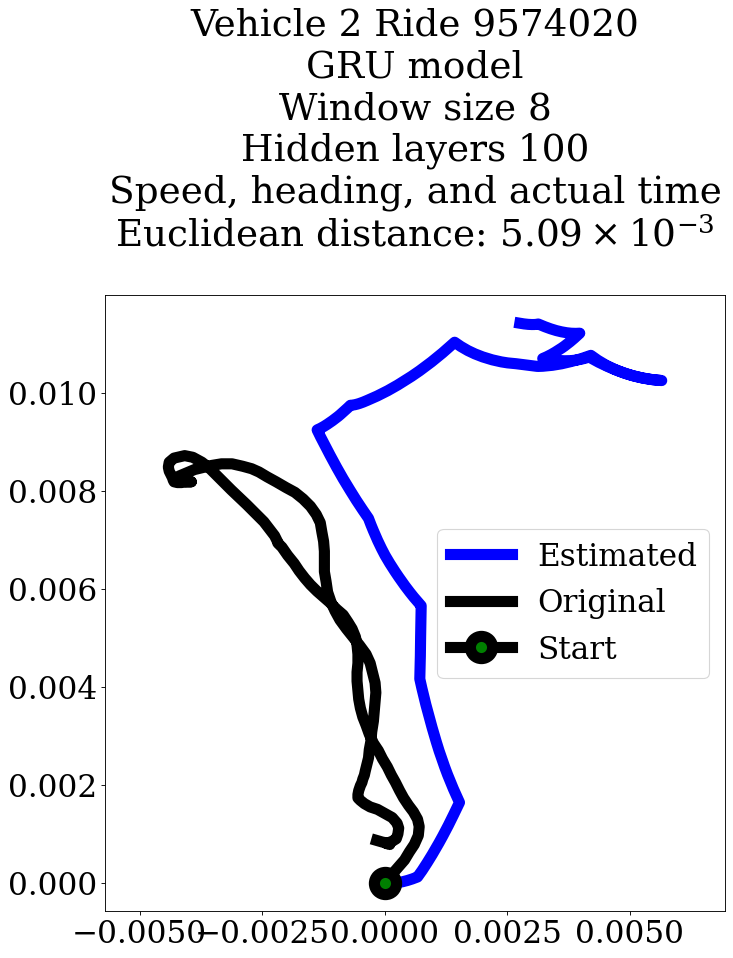 Vehicle 2 Ride 9574020
GRU model
Window size 8
Hidden layers 100
Speed, heading, and actual time
Euclidean distance: 5.09 × 10⁻³
0.010
0.008
0.006
0.004
0.002
0.000
Estimated
Original
Start
−0.0050 −0.0025 0.0000 0.0025 0.0050